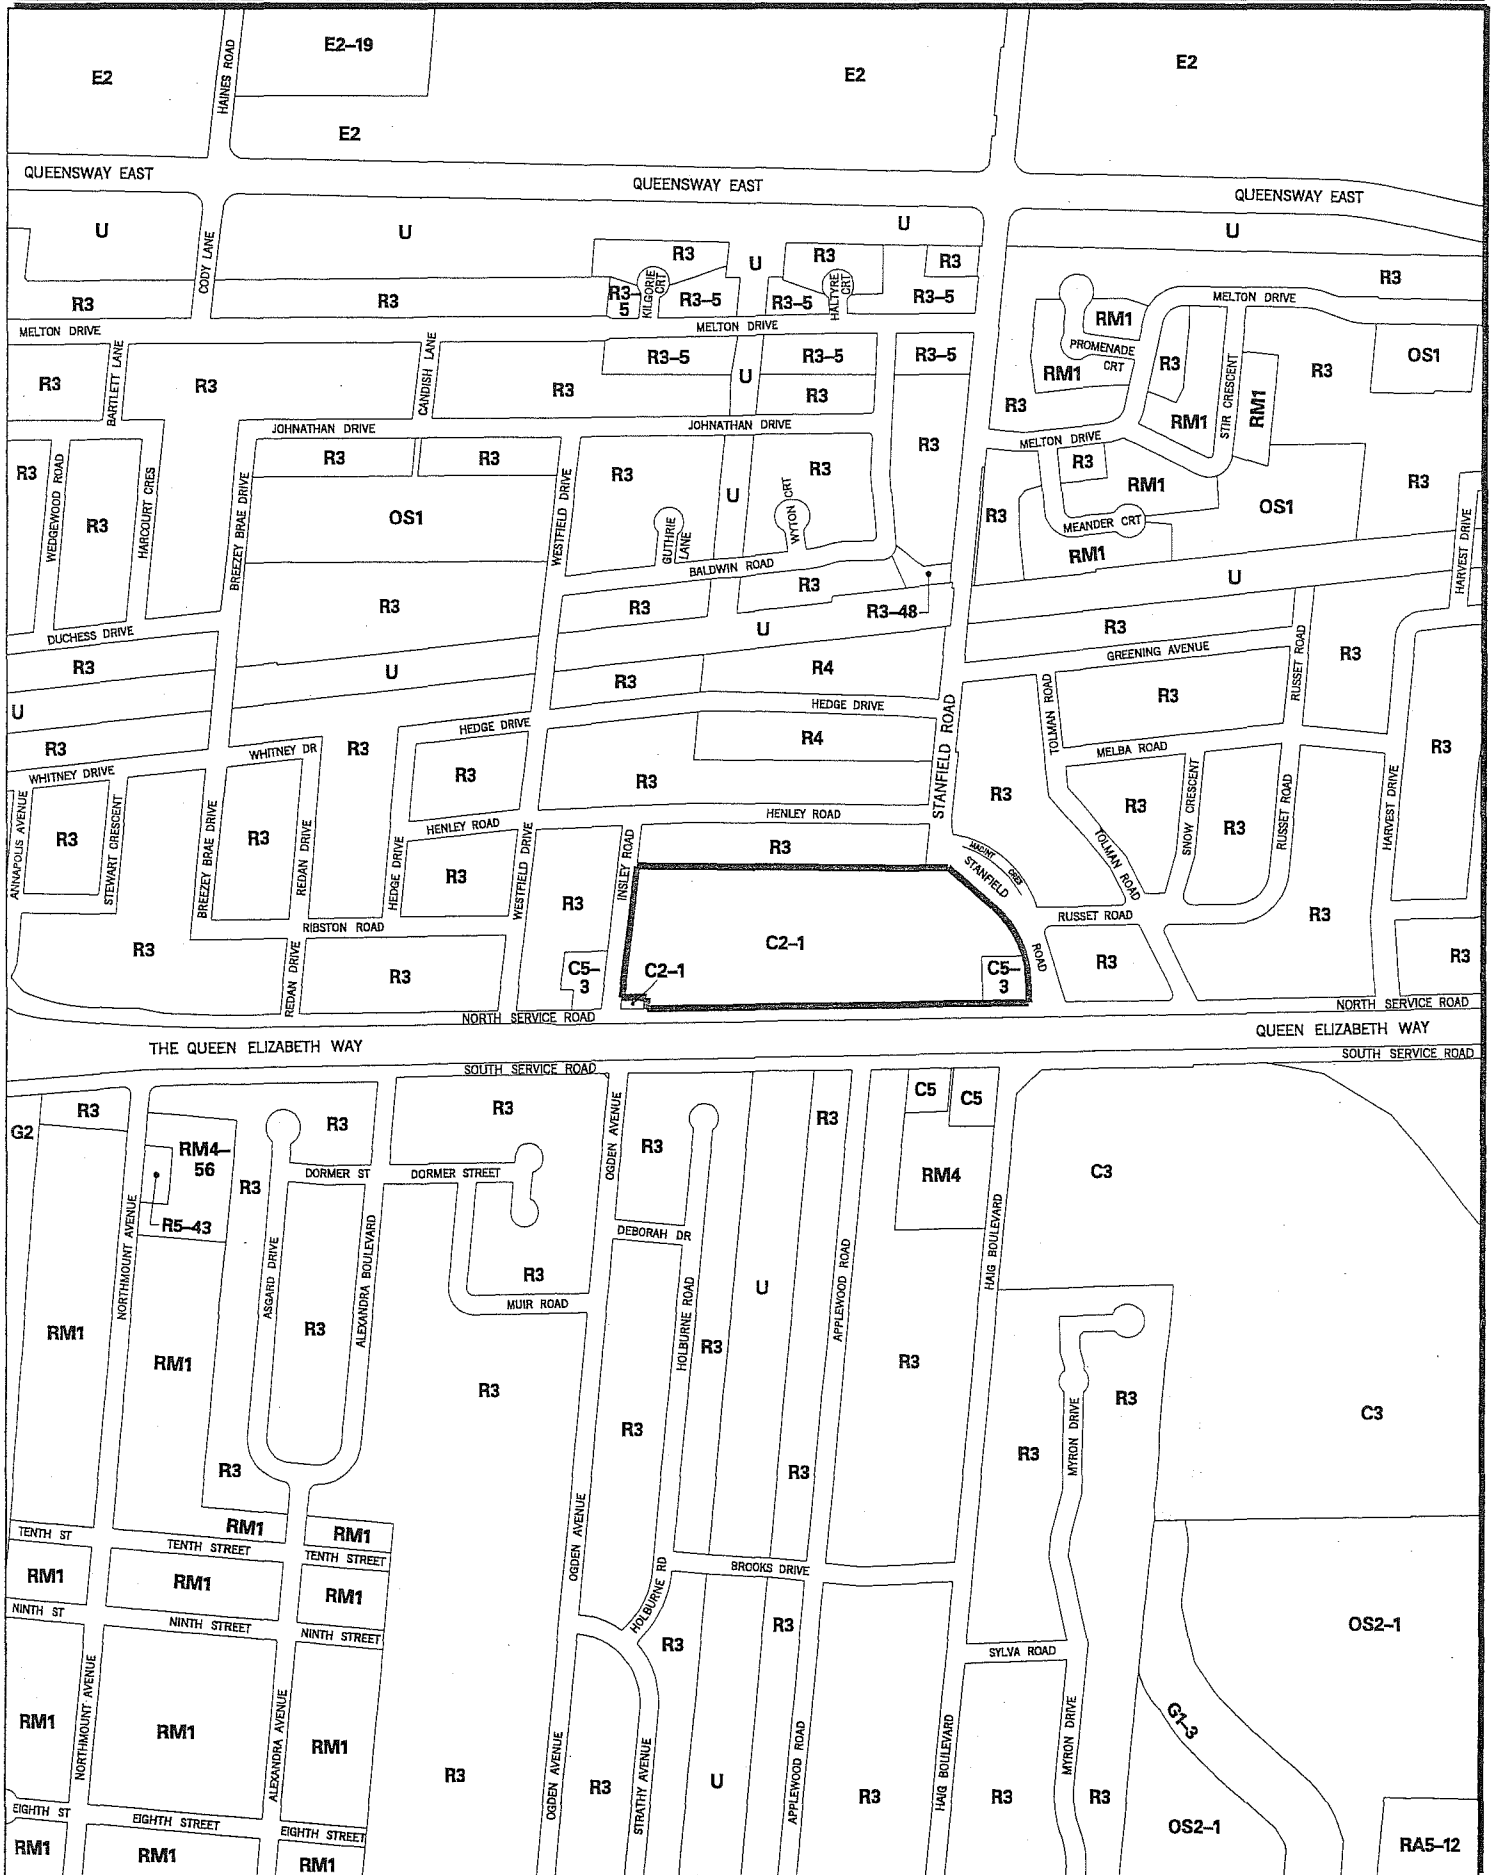 E2
HAINES ROAD
E2–19
E2
E2
E2
QUEENSWAY EAST
QUEENSWAY EAST
QUEENSWAY EAST
U
CODY LANE
U
U
U
R3
U
R3
R3
R3
R3
R3
R3–
5
KILGORIE
CRT
R3–5
R3–5
HALTYRE
CRT
R3–5
MELTON DRIVE
MELTON DRIVE
MELTON DRIVE
RM1
PROMENADE
CRT
R3
BARTLETT LANE
R3
CANDISH LANE
R3
R3–5
U
R3–5
R3
R3–5
RM1
R3
STIR CRESCENT
RM1
R3
OS1
R3
RM1
JOHNATHAN DRIVE
JOHNATHAN DRIVE
MELTON DRIVE
R3
WEDGEWOOD ROAD
R3
HARCOURT CRES
BREEZEY BRAE DRIVE
R3
R3
OS1
WESTFIELD DRIVE
R3
GUTHRIE
LANE
U
R3
WYTON CRT
R3
R3
R3
RM1
MEANDER CRT
RM1
OS1
R3
HARVEST DRIVE
BALDWIN ROAD
R3
R3
R3
R3–48
U
U
DUCHESS DRIVE
R3
U
R3
GREENING AVENUE
RUSSET ROAD
R3
R3
R4
U
R3
HEDGE DRIVE
HEDGE DRIVE
R4
STANFIELD ROAD
TOLMAN ROAD
R3
MELBA ROAD
R3
WHITNEY DRIVE
WHITNEY DR
R3
R3
R3
R3
TOLMAN ROAD
R3
SNOW CRESCENT
R3
RUSSET ROAD
HARVEST DRIVE
R3
ANNAPOLIS AVENUE
R3
STEWART CRESCENT
BREEZEY BRAE DRIVE
R3
REDAN DRIVE
HEDGE DRIVE
HENLEY ROAD
R3
WESTFIELD DRIVE
HENLEY ROAD
R3
INSLEY ROAD
R3
STANFIELD
ROAD
RUSSET ROAD
R3
R3
R3
R3
RIBSTON ROAD
REDAN DRIVE
R3
C5–
3
C2–1
C2–1
C5–
3
NORTH SERVICE ROAD
NORTH SERVICE ROAD
THE QUEEN ELIZABETH WAY
QUEEN ELIZABETH WAY
SOUTH SERVICE ROAD
SOUTH SERVICE ROAD
G2
R3
RM4–
56
R5–43
R3
R3
DORMER ST
DORMER STREET
R3
OGDEN AVENUE
R3
R3
C5
C5
RM4
C3
NORTHMOUNT AVENUE
ASGARD DRIVE
R3
ALEXANDRA BOULEVARD
R3
MUIR ROAD
DEBORAH DR
HOLBURNE ROAD
R3
U
APPLEWOOD ROAD
HAIG BOULEVARD
RM1
RM1
R3
R3
R3
R3
R3
R3
MYRON DRIVE
R3
C3
R3
RM1
RM1
TENTH ST
TENTH STREET
TENTH STREET
OGDEN AVENUE
HOLBURNE RD
BROOKS DRIVE
RM1
RM1
RM1
NINTH ST
NINTH STREET
NINTH STREET
R3
R3
SYLVA ROAD
OS2–1
G1–3
RM1
NORTHMOUNT AVENUE
RM1
ALEXANDRA AVENUE
RM1
R3
OGDEN AVENUE
R3
STRATHY AVENUE
U
APPLEWOOD ROAD
R3
HAIG BOULEVARD
R3
MYRON DRIVE
R3
OS2–1
RA5–12
EIGHTH ST
EIGHTH STREET
EIGHTH STREET
RM1
RM1
RM1